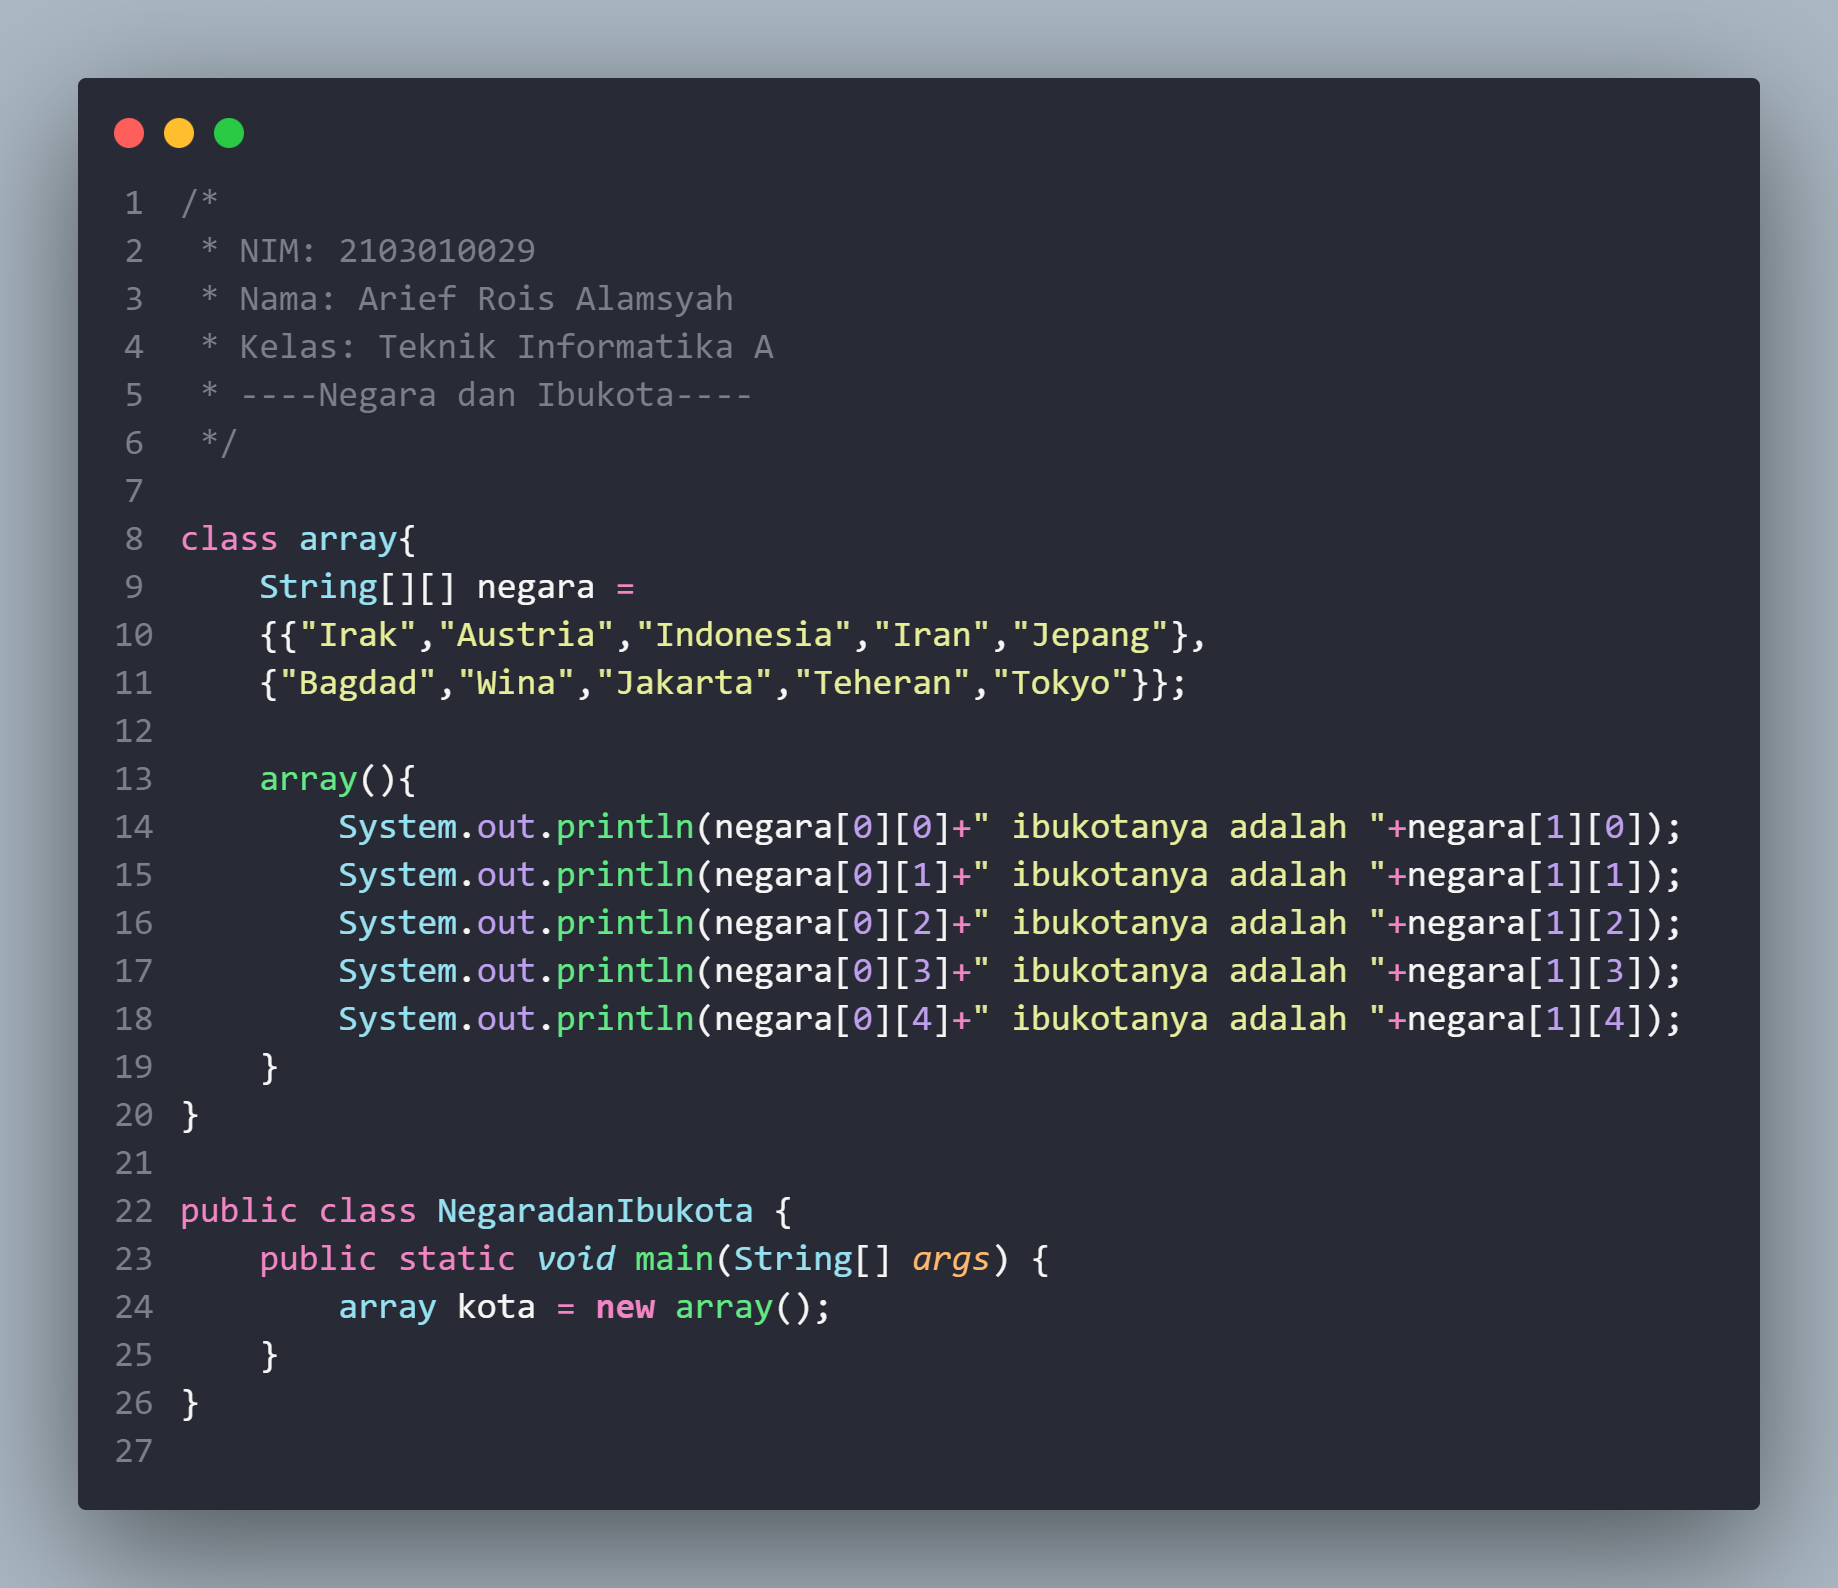 1 /*
2  * NIM: 2103010029
3  * Nama: Arief Rois Alamsyah
4  * Kelas: Teknik Informatika A
5  * ----Negara dan Ibukota----
6  */
7
8 class array{
9     String[][] negara =
10     {{"Irak","Austria","Indonesia","Iran","Jepang"},
11     {"Bagdad","Wina","Jakarta","Teheran","Tokyo"}};
12
13     array(){
14         System.out.println(negara[0][0]+" ibukotanya adalah "+negara[1][0]);
15         System.out.println(negara[0][1]+" ibukotanya adalah "+negara[1][1]);
16         System.out.println(negara[0][2]+" ibukotanya adalah "+negara[1][2]);
17         System.out.println(negara[0][3]+" ibukotanya adalah "+negara[1][3]);
18         System.out.println(negara[0][4]+" ibukotanya adalah "+negara[1][4]);
19     }
20 }
21
22 public class NegaradanIbukota {
23     public static void main(String[] args) {
24         array kota = new array();
25     }
26 }
27